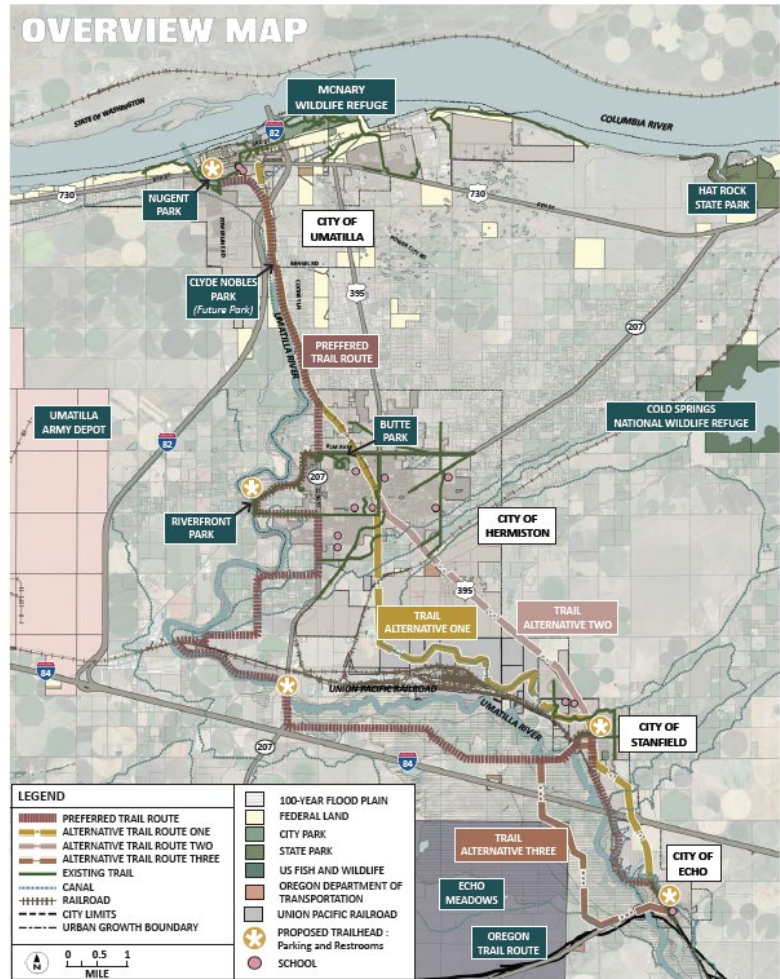 OVERVIEW MAP
MCNARY
WILDLIFE REFUGE
STATE OF WASHINGTON
COLUMBIA RIVER
82
730
NUGENT
PARK
730
HAT ROCK
STATE PARK
CITY OF
UMATILLA
POWER CITY RD
BENSEL RD
CLYDE NOBLES
PARK
(Future Park)
395
207
UMATILLA RIVER
PREFFERED
TRAIL ROUTE
UMATILLA
ARMY DEPOT
82
BUTTE
PARK
COLD SPRINGS
NATIONAL WILDLIFE REFUGE
207
RIVERFRONT
PARK
CITY OF
HERMISTON
395
TRAIL
ALTERNATIVE ONE
TRAIL
ALTERNATIVE TWO
84
UNION PACIFIC RAILROAD
UMATILLA RIVER
CITY OF
STANFIELD
207
84
TRAIL
ALTERNATIVE THREE
CITY OF
ECHO
ECHO
MEADOWS
OREGON
TRAIL ROUTE
LEGEND
PREFERRED TRAIL ROUTE
ALTERNATIVE TRAIL ROUTE ONE
ALTERNATIVE TRAIL ROUTE TWO
ALTERNATIVE TRAIL ROUTE THREE
EXISTING TRAIL
CANAL
RAILROAD
CITY LIMITS
URBAN GROWTH BOUNDARY
N
0 0.5 1
MILE
100-YEAR FLOOD PLAIN
FEDERAL LAND
CITY PARK
STATE PARK
US FISH AND WILDLIFE
OREGON DEPARTMENT OF
TRANSPORTATION
UNION PACIFIC RAILROAD
PROPOSED TRAILHEAD :
Parking and Restrooms
SCHOOL